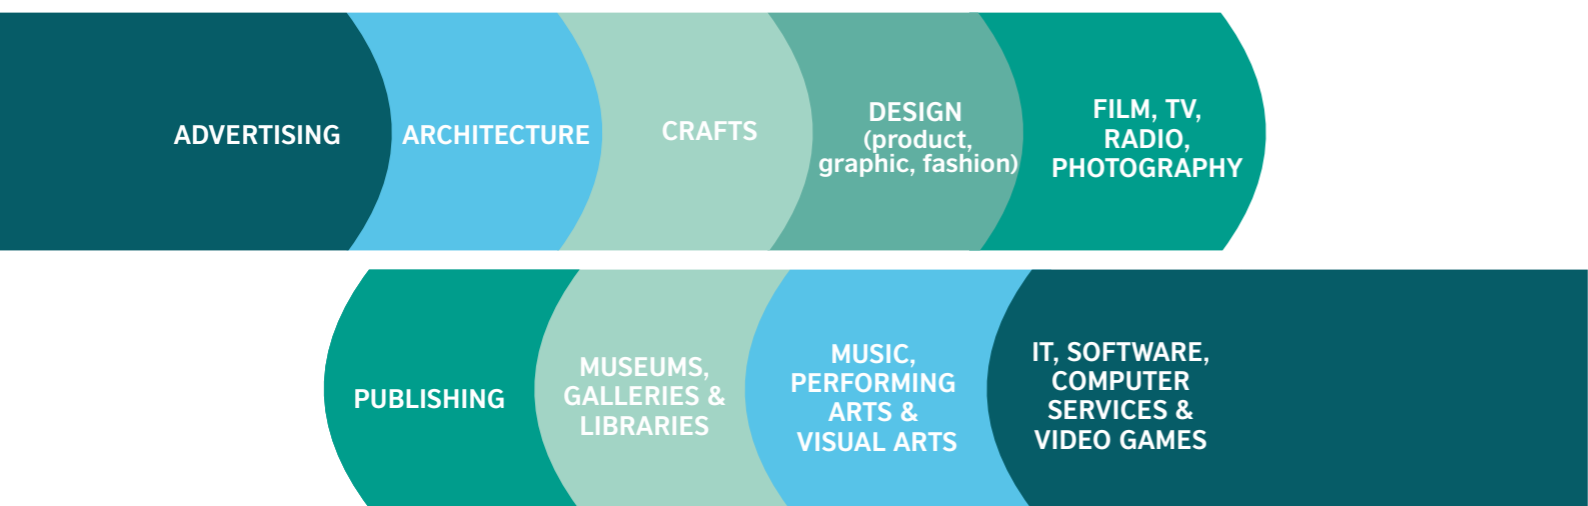 ADVERTISING
ARCHITECTURE
CRAFTS
DESIGN
(product,
graphic, fashion)
FILM, TV,
RADIO,
PHOTOGRAPHY
PUBLISHING
MUSEUMS,
GALLERIES &
LIBRARIES
MUSIC,
PERFORMING
ARTS &
VISUAL ARTS
IT, SOFTWARE,
COMPUTER
SERVICES &
VIDEO GAMES